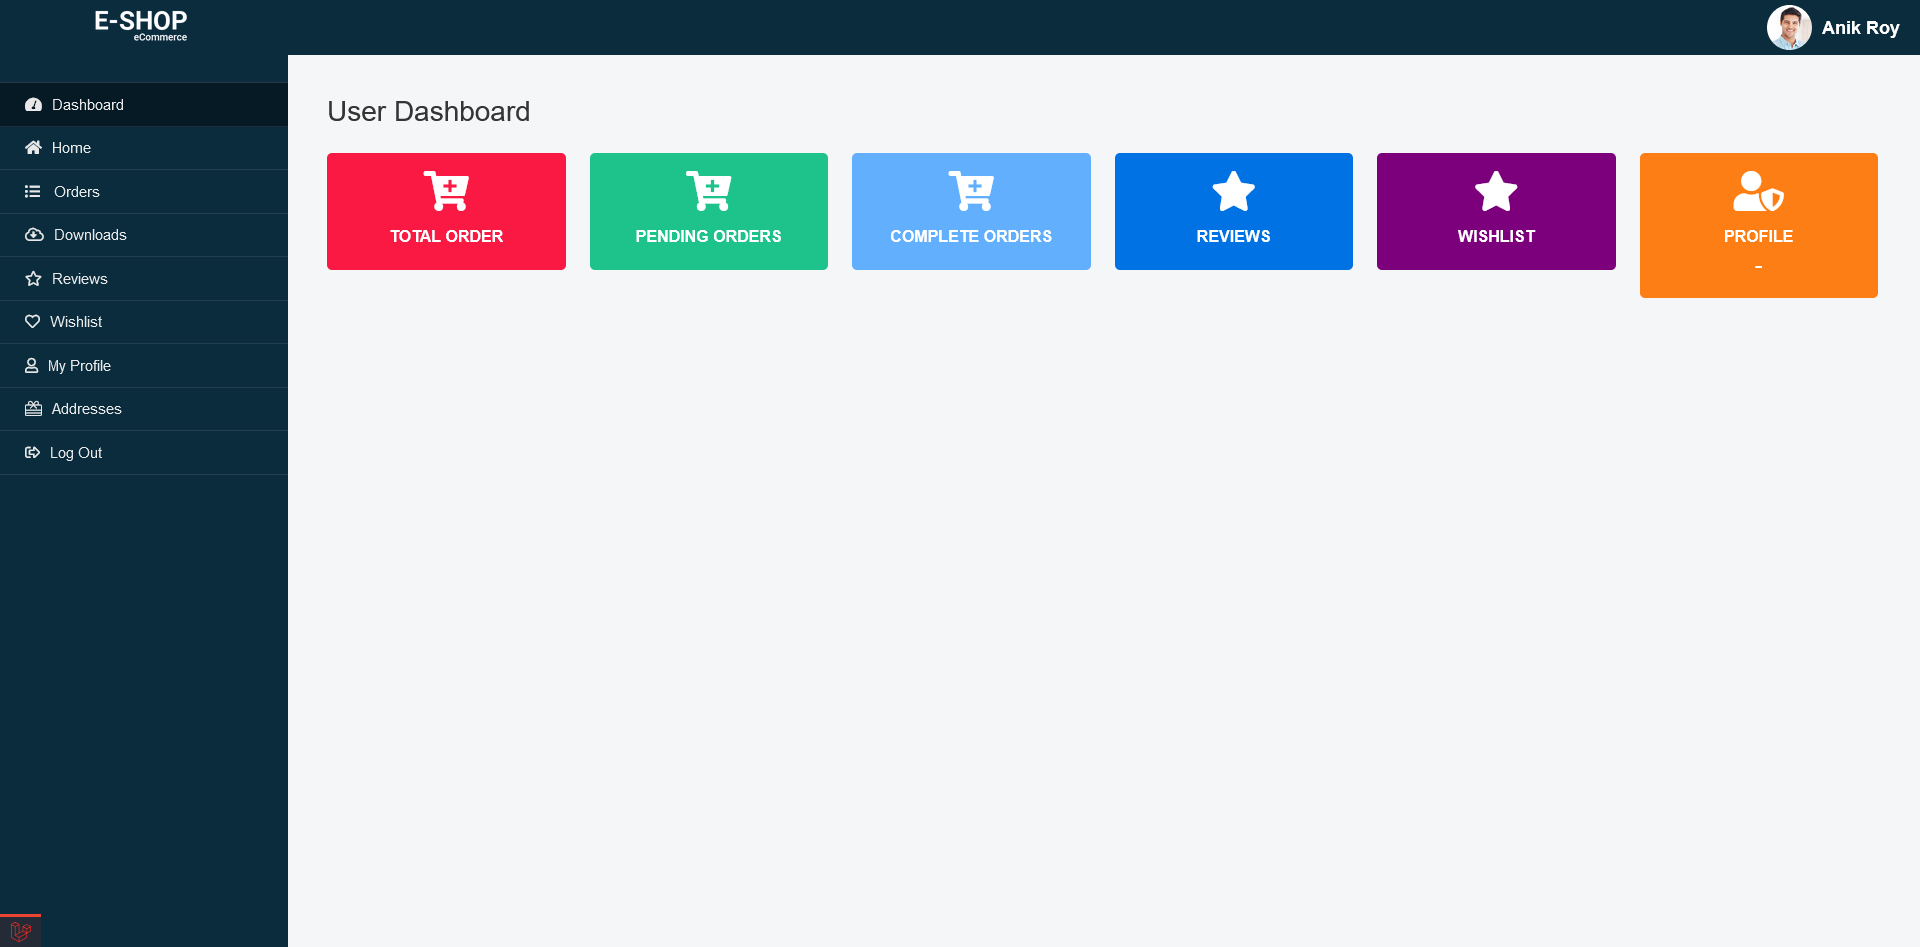 E-SHOP
eCommerce
Anik Roy
Dashboard
Home
Orders
Downloads
Reviews
Wishlist
My Profile
Addresses
Log Out
User Dashboard
TOTAL ORDER
PENDING ORDERS
COMPLETE ORDERS
REVIEWS
WISHLIST
PROFILE
-